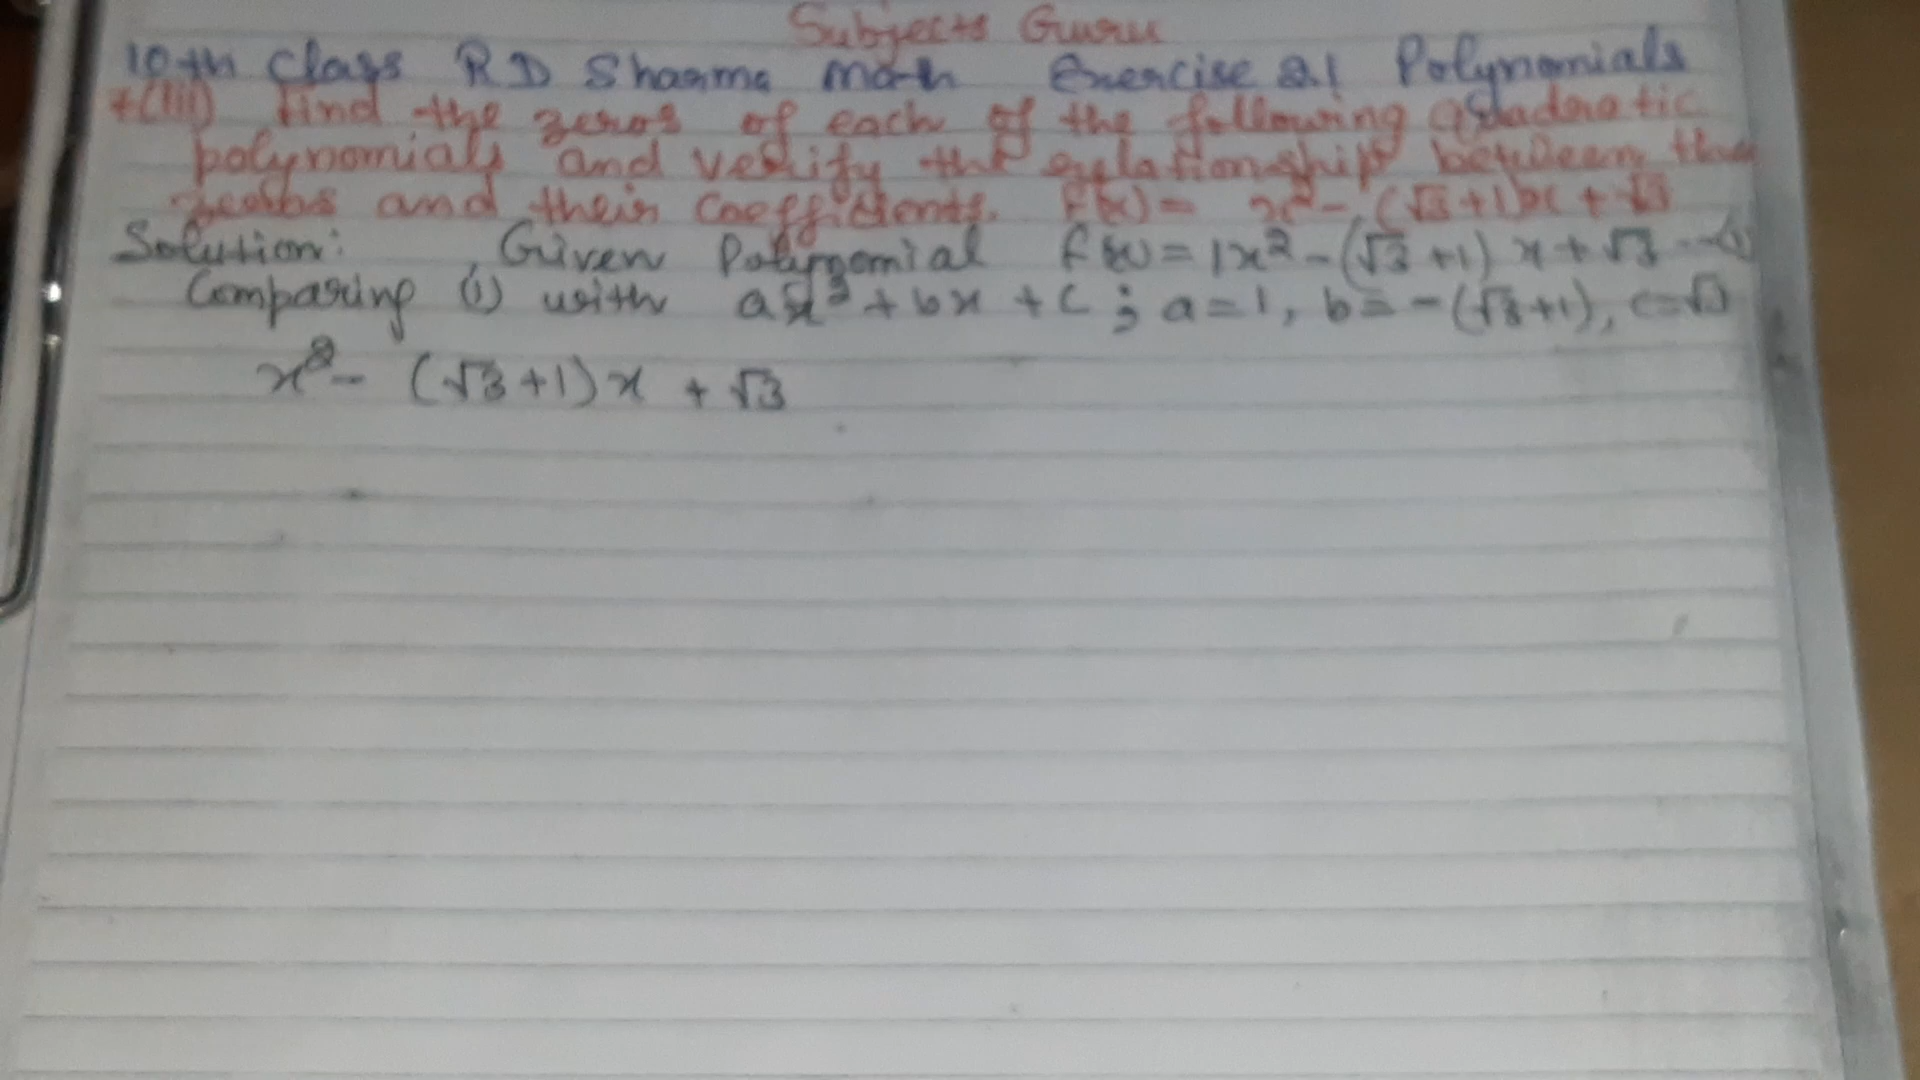 Subjects Guru
10th Class R D Sharma Math Exercise 2.1 Polynomials
+(iii) Find the zeros of each of the following quadratic
polynomials and verify the relationship between the
zeros and their coefficients. f(x) = x² - (√3+1)x + √3
Solution: Given Polynomial f(x) = 1x² - (√3+1) x + √3 --(i)
Comparing (i) with ax² + bx + c ; a=1, b= -(√3+1), c=√3
x² - (√3+1)x + √3